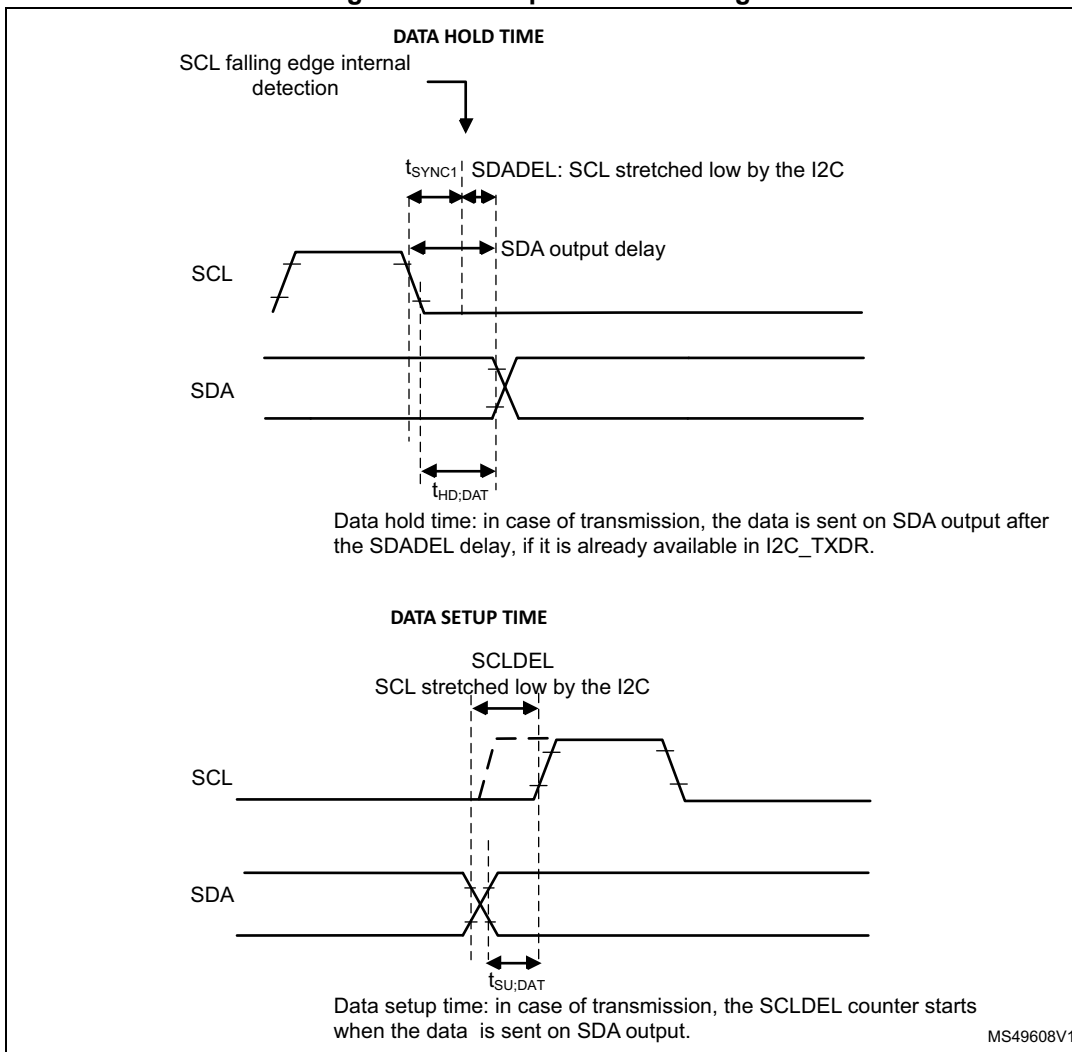 DATA HOLD TIME
SCL falling edge internal
detection
tSYNC1 SDADEL: SCL stretched low by the I2C
SDA output delay
SCL
SDA
tHD;DAT
Data hold time: in case of transmission, the data is sent on SDA output after
the SDADEL delay, if it is already available in I2C_TXDR.
DATA SETUP TIME
SCLDEL
SCL stretched low by the I2C
SCL
SDA
tSU;DAT
Data setup time: in case of transmission, the SCLDEL counter starts
when the data is sent on SDA output.
MS49608V1